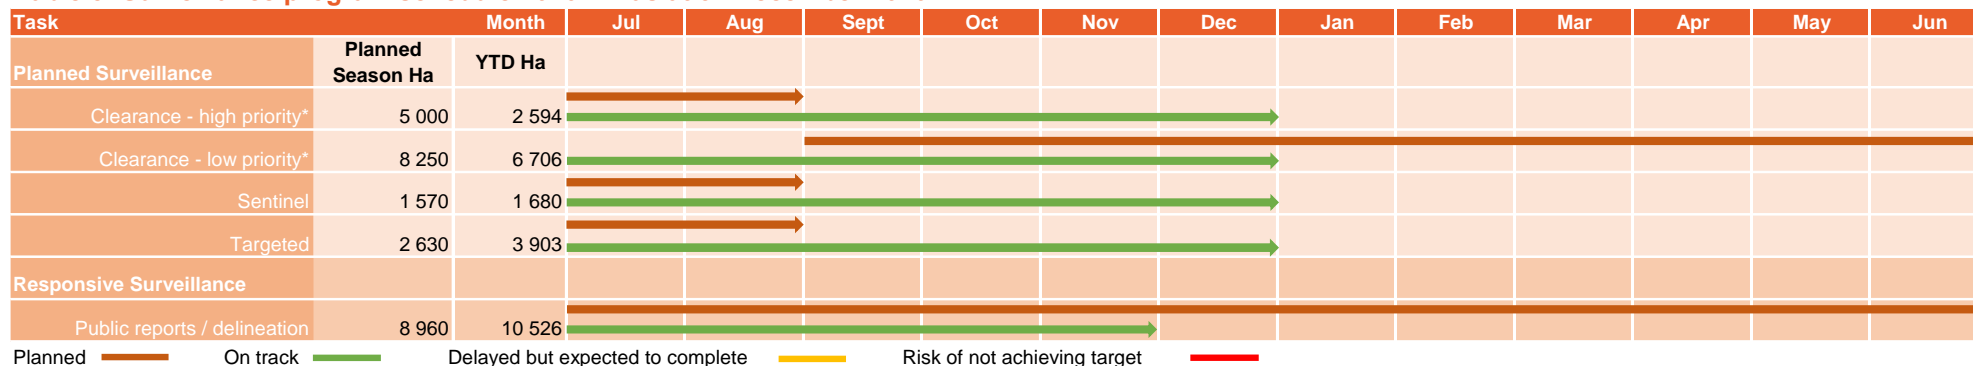 Task Month Jul Aug Sept Oct Nov Dec Jan Feb Mar Apr May Jun
Planned Surveillance Planned Season Ha YTD Ha
Clearance - high priority* 5 000 2 594
Clearance - low priority* 8 250 6 706
Sentinel 1 570 1 680
Targeted 2 630 3 903
Responsive Surveillance
Public reports / delineation 8 960 10 526
Planned On track Delayed but expected to complete Risk of not achieving target